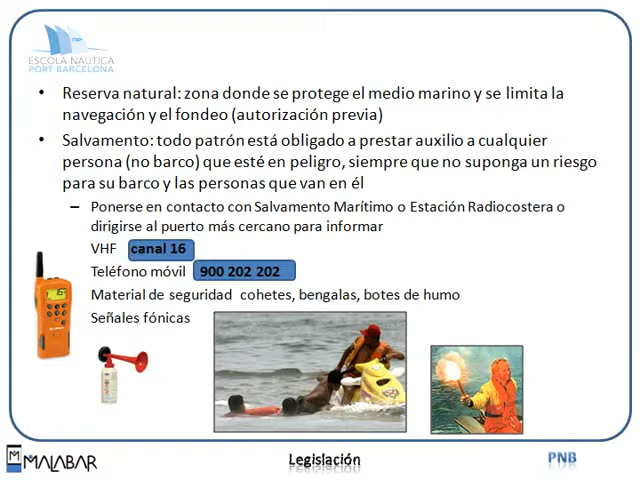 ESCOLA NÀUTICA
PORT BARCELONA
• Reserva natural: zona donde se protege el medio marino y se limita la
navegación y el fondeo (autorización previa)
• Salvamento: todo patrón está obligado a prestar auxilio a cualquier
persona (no barco) que esté en peligro, siempre que no suponga un riesgo
para su barco y las personas que van en él
– Ponerse en contacto con Salvamento Marítimo o Estación Radiocostera o
dirigirse al puerto más cercano para informar
VHF canal 16
Teléfono móvil 900 202 202
Material de seguridad cohetes, bengalas, botes de humo
Señales fónicas
MALABAR
Legislación
PNB